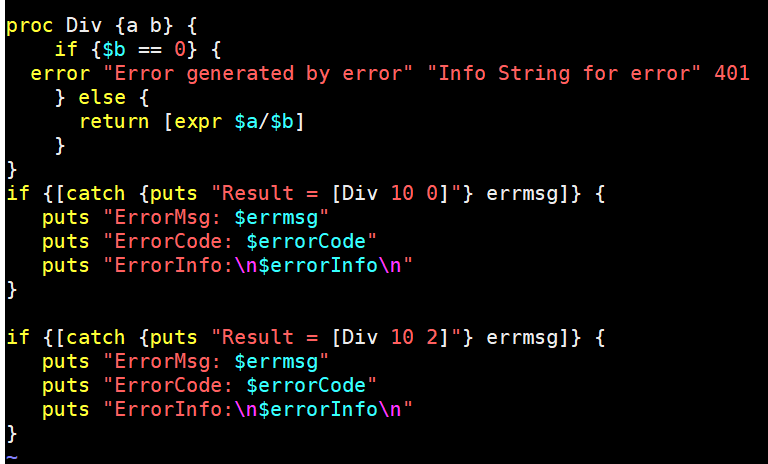 proc Div {a b} {
    if {$b == 0} {
  error "Error generated by error" "Info String for error" 401
    } else {
      return [expr $a/$b]
    }
}
if {[catch {puts "Result = [Div 10 0]"} errmsg]} {
   puts "ErrorMsg: $errmsg"
   puts "ErrorCode: $errorCode"
   puts "ErrorInfo:\n$errorInfo\n"
}

if {[catch {puts "Result = [Div 10 2]"} errmsg]} {
   puts "ErrorMsg: $errmsg"
   puts "ErrorCode: $errorCode"
   puts "ErrorInfo:\n$errorInfo\n"
}
~